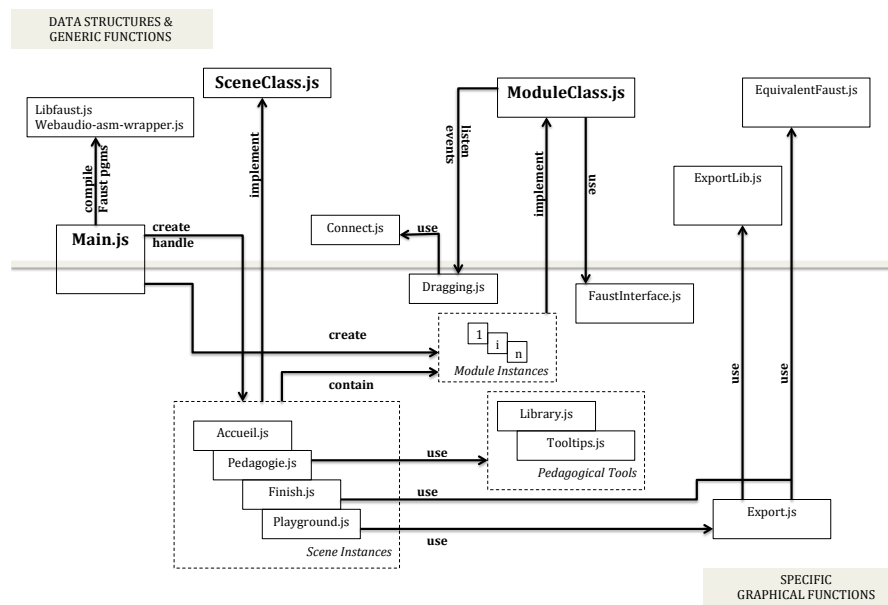 DATA STRUCTURES &
GENERIC FUNCTIONS
SceneClass.js
ModuleClass.js
EquivalentFaust.js
Libfaust.js
Webaudio-asm-wrapper.js
compile
Faust pgms
implement
listen
events
implement
use
ExportLib.js
Main.js
create
handle
Connect.js
use
Dragging.js
FaustInterface.js
create
1
i
n
Module Instances
contain
use
use
Accueil.js
Pedagogie.js
Finish.js
Playground.js
Scene Instances
use
Library.js
Tooltips.js
Pedagogical Tools
use
use
Export.js
SPECIFIC
GRAPHICAL FUNCTIONS